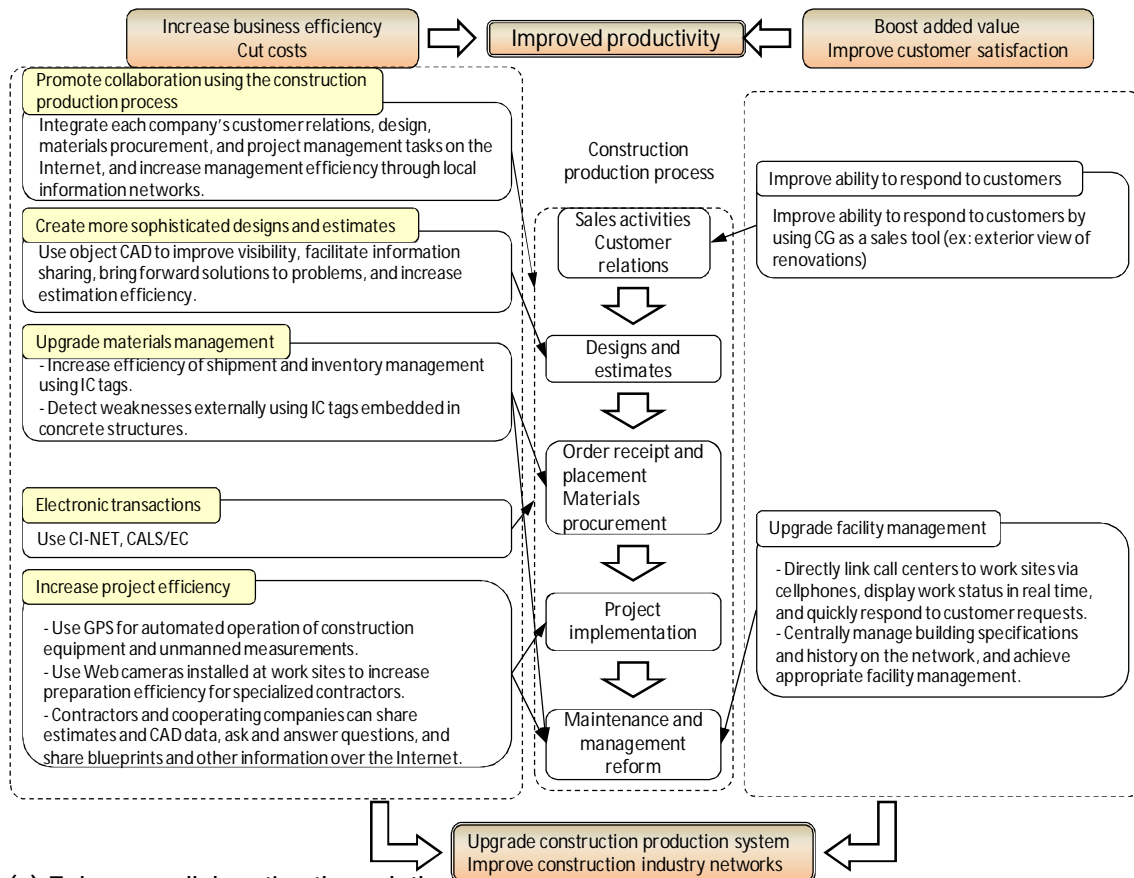 Increase business efficiency
Cut costs
Improved productivity
Boost added value
Improve customer satisfaction
Promote collaboration using the construction
production process
Integrate each company's customer relations, design,
materials procurement, and project management tasks on the
Internet, and increase management efficiency through local
information networks.
Create more sophisticated designs and estimates
Use object CAD to improve visibility, facilitate information
sharing, bring forward solutions to problems, and increase
estimation efficiency.
Upgrade materials management
- Increase efficiency of shipment and inventory management
using IC tags.
- Detect weaknesses externally using IC tags embedded in
concrete structures.
Electronic transactions
Use CI-NET, CALS/EC
Increase project efficiency
- Use GPS for automated operation of construction
equipment and unmanned measurements.
- Use Web cameras installed at work sites to increase
preparation efficiency for specialized contractors.
- Contractors and cooperating companies can share
estimates and CAD data, ask and answer questions, and
share blueprints and other information over the Internet.
Construction
production process
Sales activities
Customer
relations
Designs and
estimates
Order receipt and
placement
Materials
procurement
Project
implementation
Maintenance and
management
reform
Improve ability to respond to customers
Improve ability to respond to customers by
using CG as a sales tool (ex: exterior view of
renovations)
Upgrade facility management
- Directly link call centers to work sites via
cellphones, display work status in real time,
and quickly respond to customer requests.
- Centrally manage building specifications
and history on the network, and achieve
appropriate facility management.
Upgrade construction production system
Improve construction industry networks